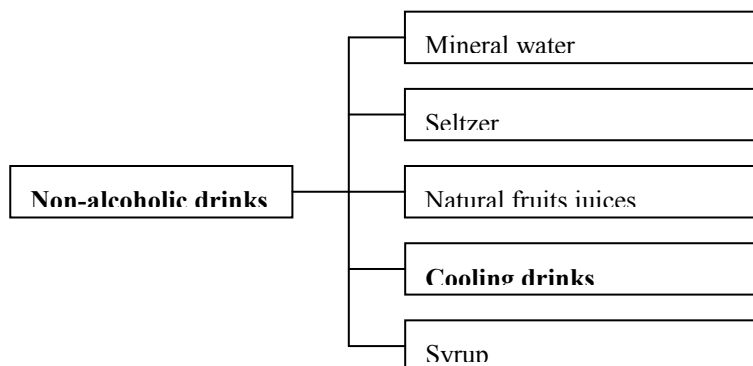 Mineral water
Seltzer
Non-alcoholic drinks
Natural fruits juices
Cooling drinks
Syrup